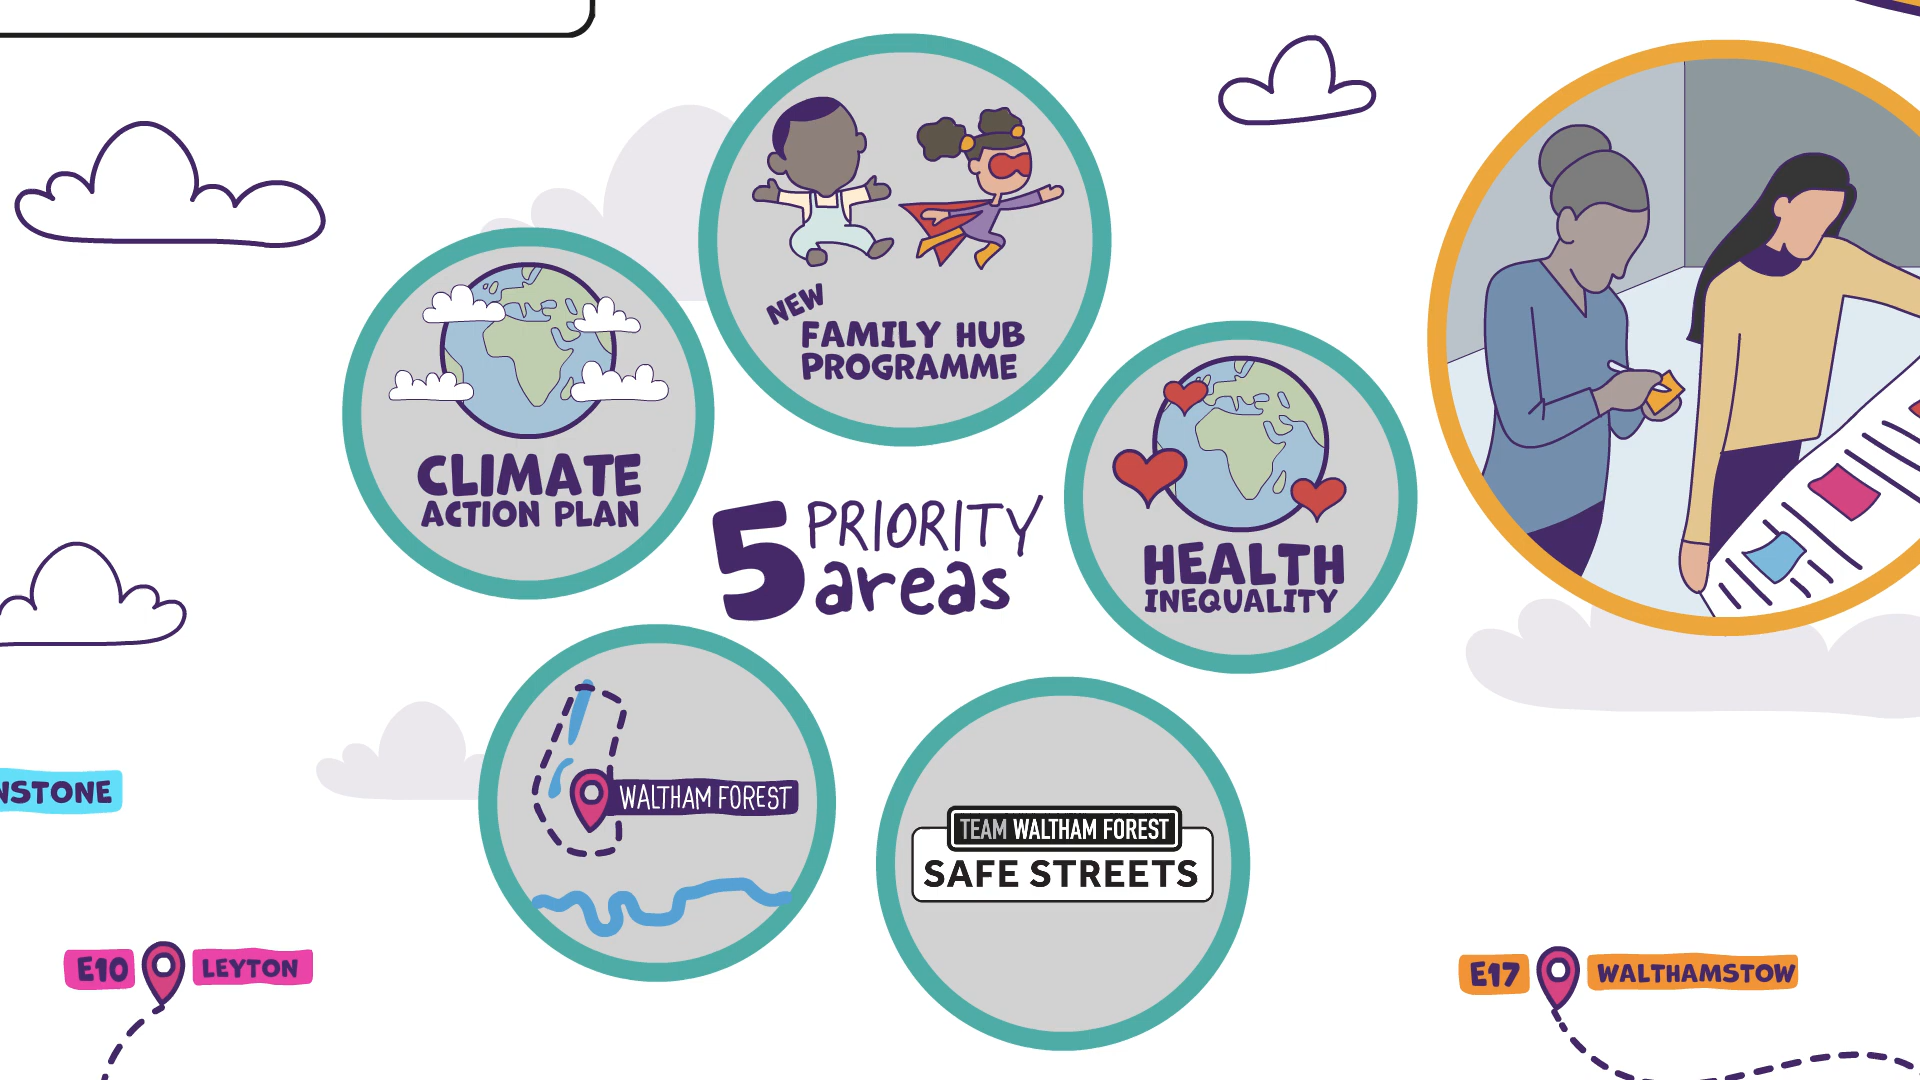 NEW
FAMILY HUB
PROGRAMME
CLIMATE
ACTION PLAN
5 PRIORITY
areas
HEALTH
INEQUALITY
WALTHAM FOREST
TEAM WALTHAM FOREST
SAFE STREETS
NSTONE
E10 LEYTON
E17 WALTHAMSTOW